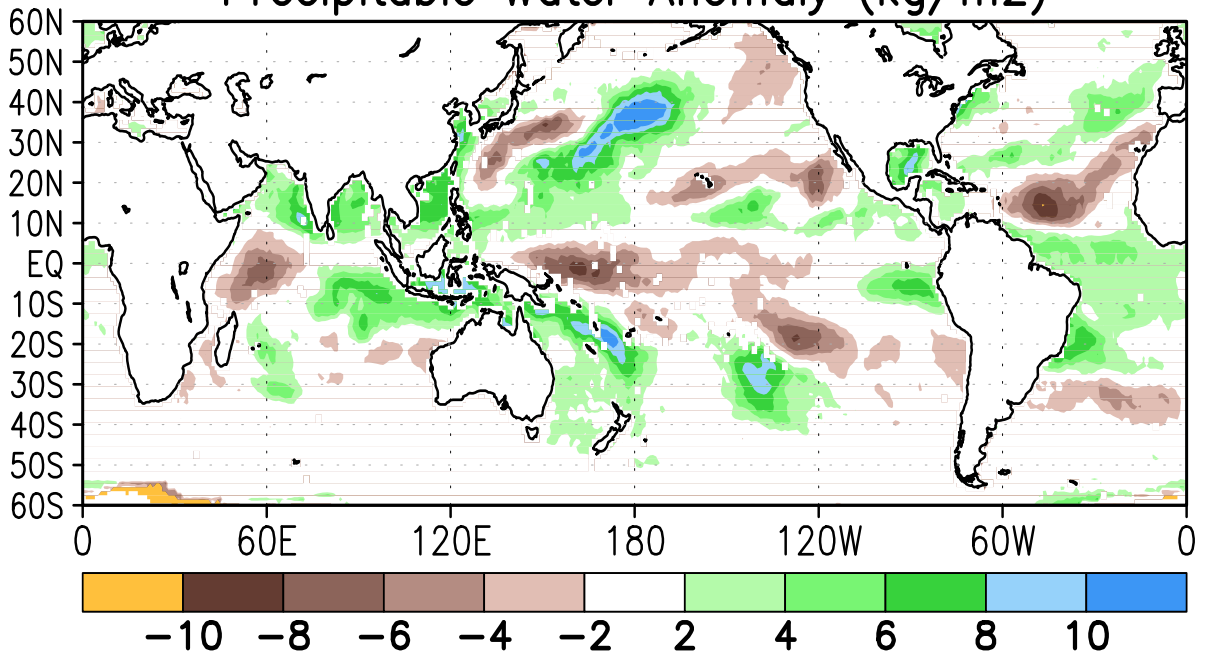 Precipitable Water Anomaly (kg/m2)
60N
50N
40N
30N
20N
10N
EQ
10S
20S
30S
40S
50S
60S
0 60E 120E 180 120W 60W 0
−10 −8 −6 −4 −2 2 4 6 8 10